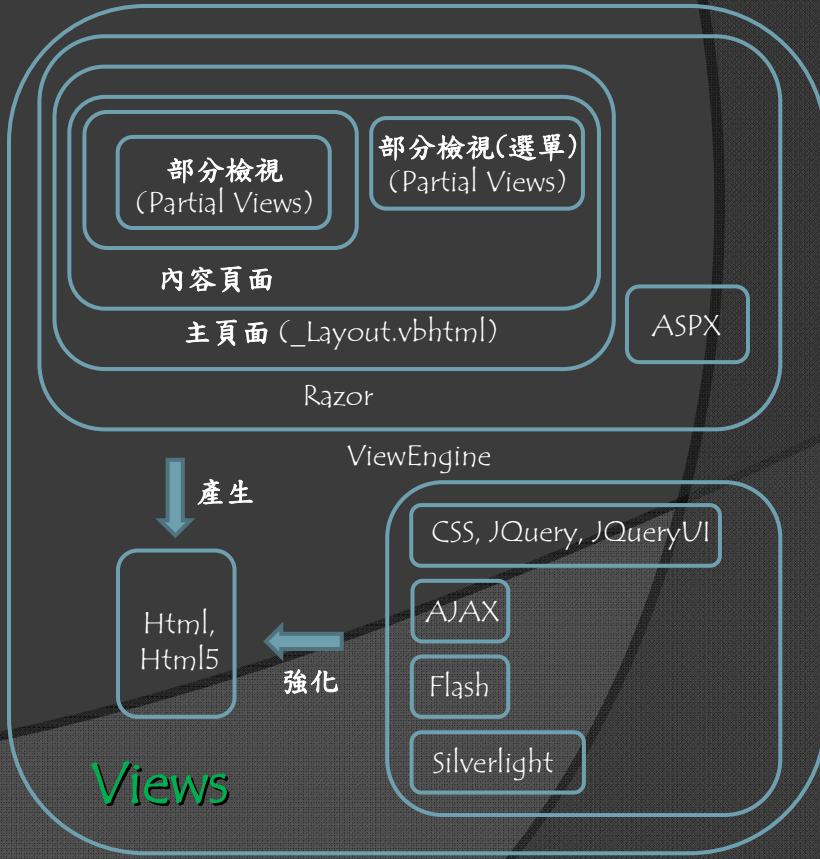 部分檢視
(Partial Views)
部分檢視(選單)
(Partial Views)
內容頁面
主頁面 (_Layout.vbhtml)
ASPX
Razor
ViewEngine
產生
CSS, JQuery, JQueryUI
AJAX
Html,
Html5
強化
Flash
Silverlight
Views